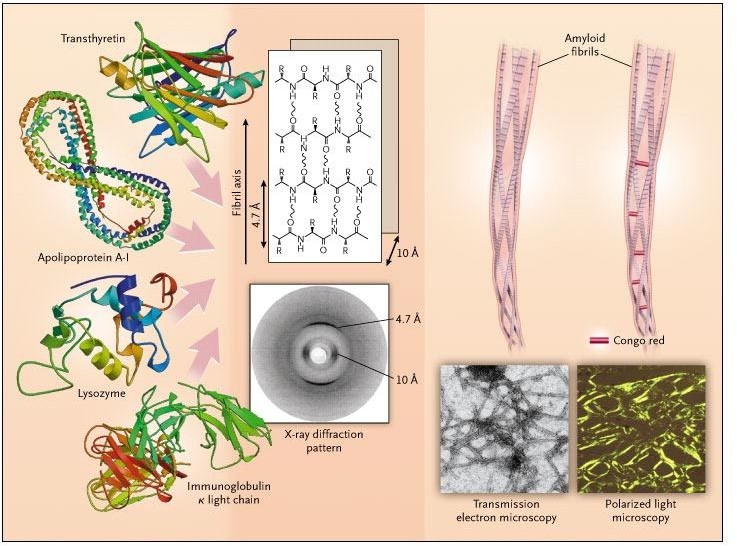 Transthyretin
Apolipoprotein A-I
Lysozyme
Immunoglobulin
κ light chain
Fibril axis
4.7 Å
10 Å
R O H R O
N N
H R H
O R H O
N N
R H R
R O H R O
N N
H R H
O R H O
N N
R H R
4.7 Å
10 Å
X-ray diffraction
pattern
Amyloid
fibrils
Congo red
Transmission
electron microscopy
Polarized light
microscopy